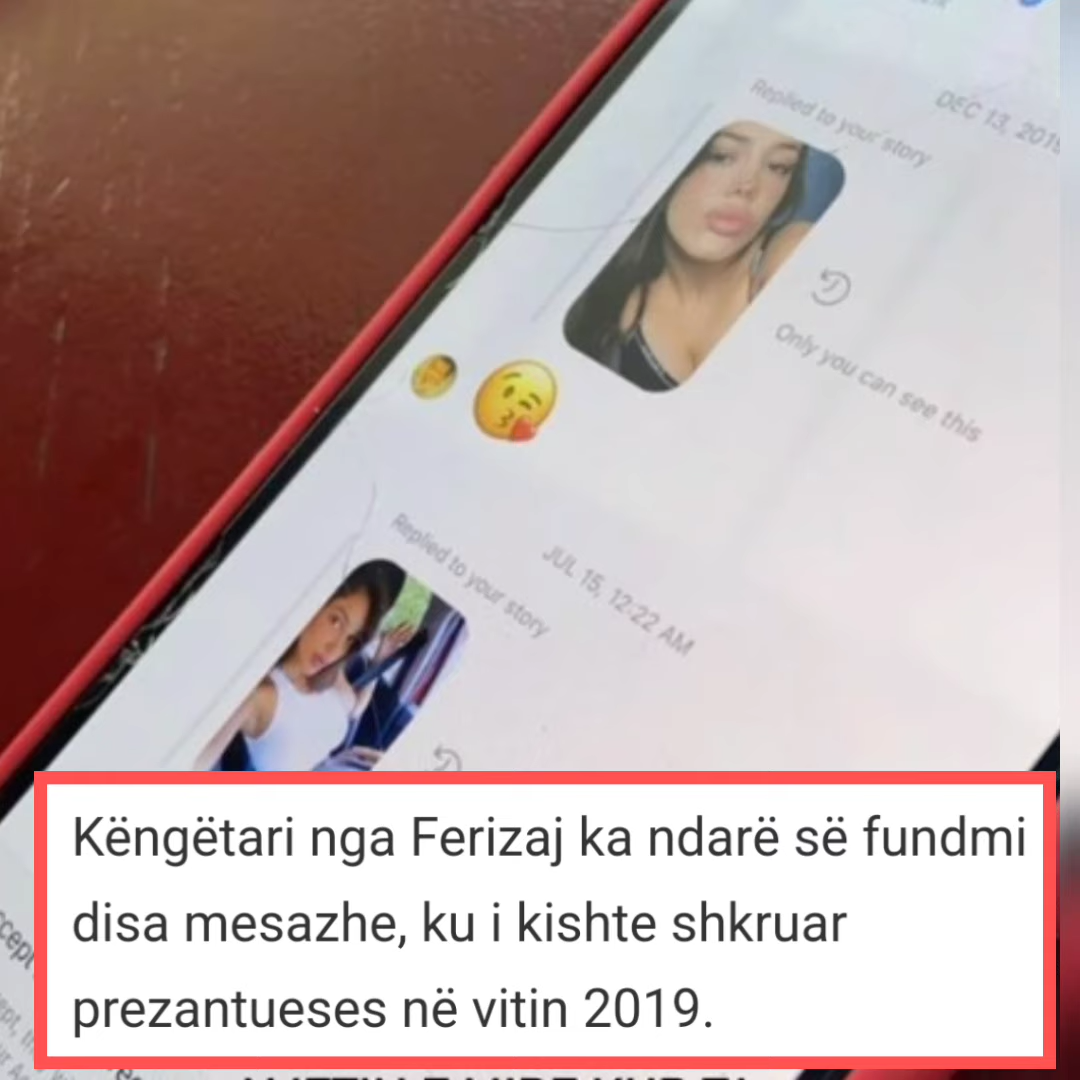 DEC 13, 201
Replied to your story
Only you can see this
JUL 15, 12:22 AM
Replied to your story
Këngëtari nga Ferizaj ka ndarë së fundmi
disa mesazhe, ku i kishte shkruar
prezantueses në vitin 2019.